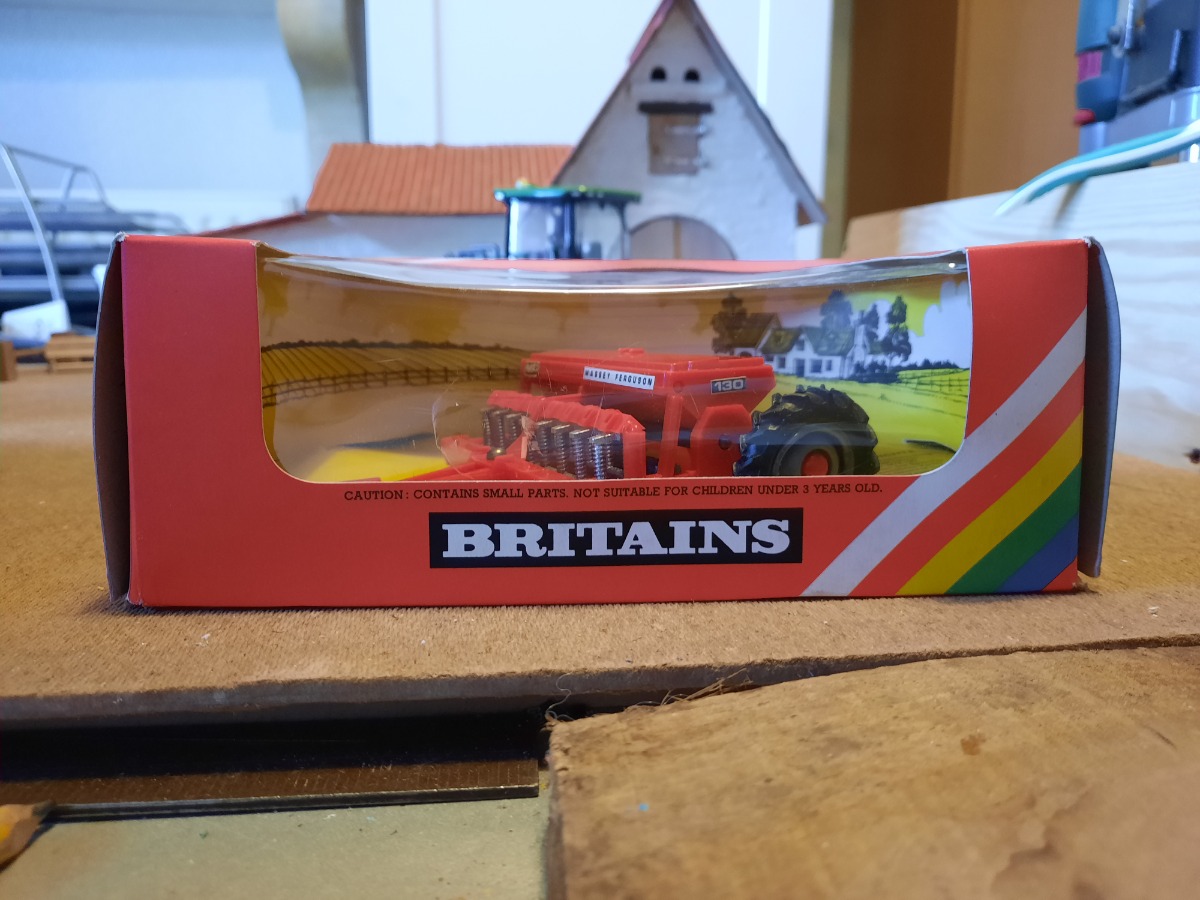 MASSEY FERGUSON
130
CAUTION: CONTAINS SMALL PARTS. NOT SUITABLE FOR CHILDREN UNDER 3 YEARS OLD.
BRITAINS